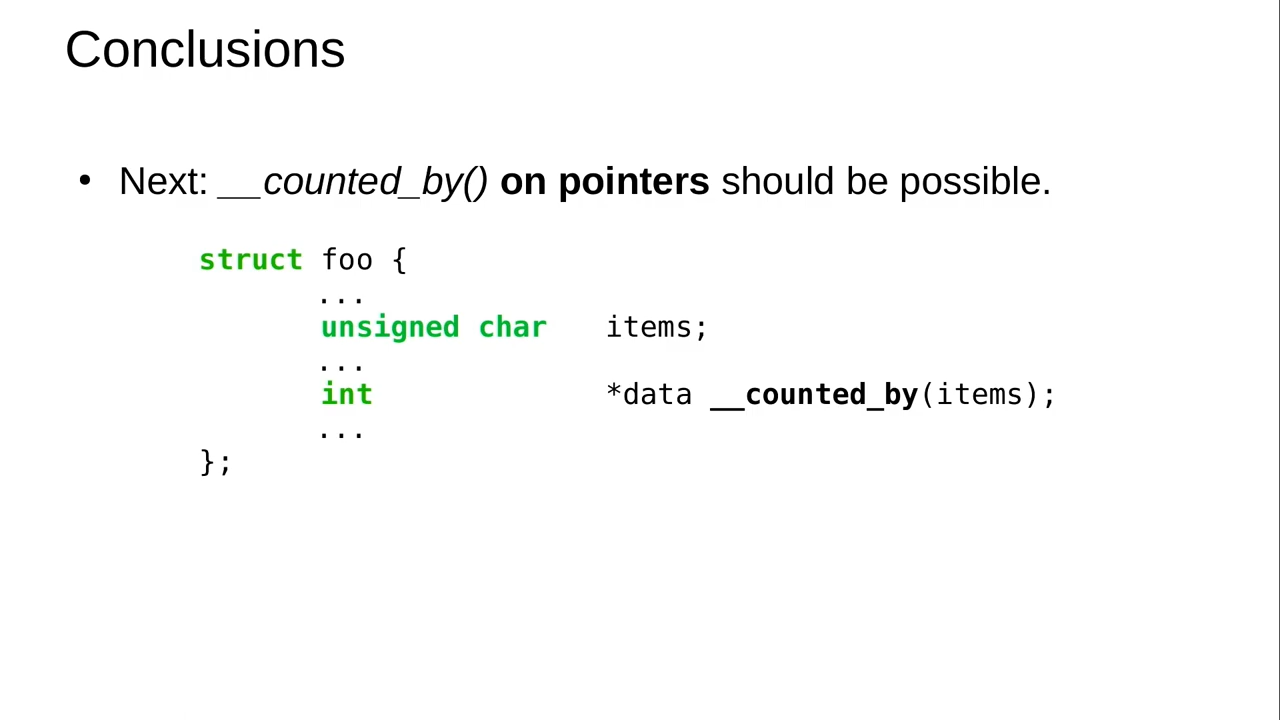 Conclusions
• Next: __counted_by() on pointers should be possible.
struct foo {
...
unsigned char items;
...
int *data __counted_by(items);
...
};